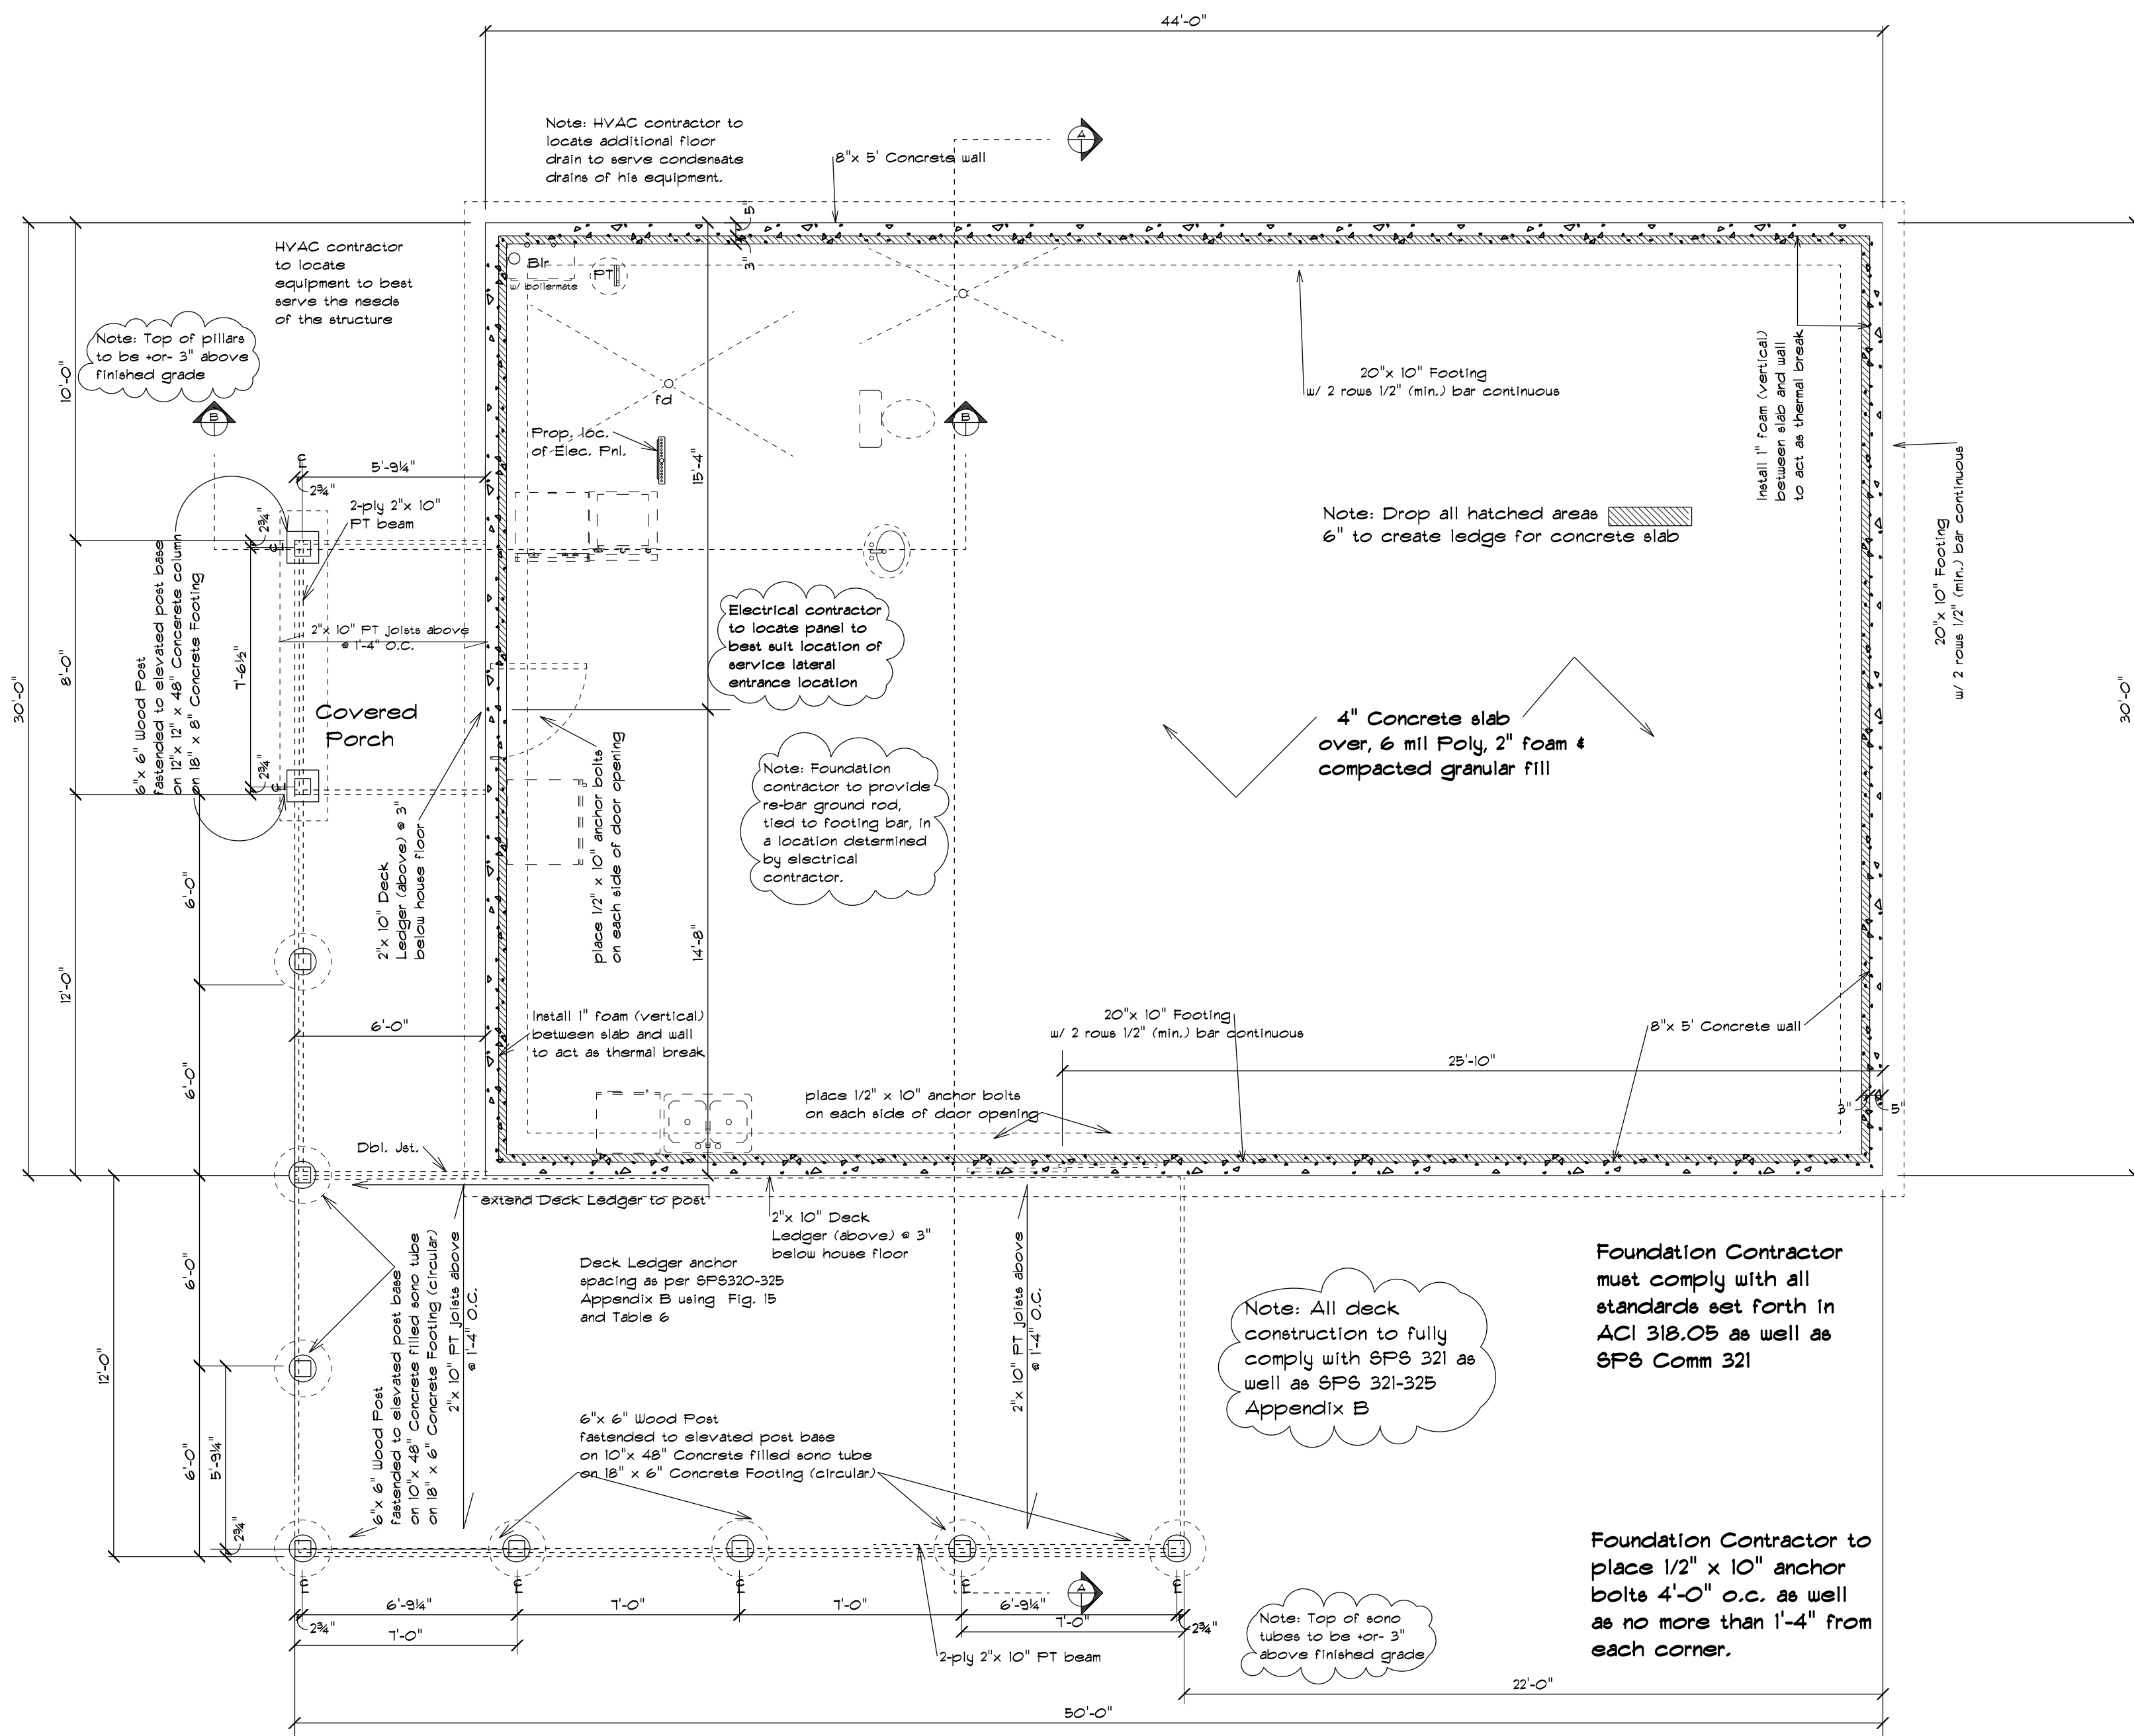 44'-0"
Note: HVAC contractor to
locate additional floor
drain to serve condensate
drains of his equipment.
8"x 5' Concrete wall
A
5"
3"
HVAC contractor
to locate
equipment to best
serve the needs
of the structure
Blr
w/ boilermate
PT
Note: Top of pillars
to be +or- 3" above
finished grade
10'-0"
B
B
fd
Prop. loc.
of Elec. Pnl.
15'-4"
20"x 10" Footing
w/ 2 rows 1/2" (min.) bar continuous
Install 1" foam (vertical)
between slab and wall
to act as thermal break
20"x 10" Footing
w/ 2 rows 1/2" (min.) bar continuous
Note: Drop all hatched areas
6" to create ledge for concrete slab
5'-9¼"
2¾"
2-ply 2"x 10"
PT beam
2¾"
2"x 10" PT joists above
@ 1'-4" O.C.
6"x 6" Wood Post
fastended to elevated post base
on 12"x 12" x 48" Concerete column
on 18" x 8" Concrete Footing
30'-0"
8'-0"
7'-6½"
2¾"
Covered
Porch
Electrical contractor
to locate panel to
best suit location of
service lateral
entrance location
30'-0"
4" Concrete slab
over, 6 mil Poly, 2" foam &
compacted granular fill
Note: Foundation
contractor to provide
re-bar ground rod,
tied to footing bar, in
a location determined
by electrical
contractor.
place 1/2" x 10" anchor bolts
on each side of door opening
2"x 10" Deck
Ledger (above) @ 3"
below house floor
6'-0"
14'-8"
12'-0"
6'-0"
Install 1" foam (vertical)
between slab and wall
to act as thermal break
20"x 10" Footing
w/ 2 rows 1/2" (min.) bar continuous
8"x 5' Concrete wall
25'-10"
6'-0"
place 1/2" x 10" anchor bolts
on each side of door opening
3"
5"
Dbl. Jst.
extend Deck Ledger to post
2"x 10" Deck
Ledger (above) @ 3"
below house floor
Deck Ledger anchor
spacing as per SPS320-325
Appendix B using Fig. 15
and Table 6
6'-0"
12'-0"
2"x 10" PT joists above
@ 1'-4" O.C.
2"x 10" PT joists above
@ 1'-4" O.C.
6"x 6" Wood Post
fastended to elevated post base
on 10"x 48" Concrete filled sono tube
on 18" x 6" Concrete Footing (circular)
Note: All deck
construction to fully
comply with SPS 321 as
well as SPS 321-325
Appendix B
Foundation Contractor
must comply with all
standards set forth in
ACI 318.05 as well as
SPS Comm 321
6"x 6" Wood Post
fastended to elevated post base
on 10"x 48" Concrete filled sono tube
on 18" x 6" Concrete Footing (circular)
6'-0"
5'-9¼"
2¾"
Foundation Contractor to
place 1/2" x 10" anchor
bolts 4'-0" o.c. as well
as no more than 1'-4" from
each corner.
A
6'-9¼"
7'-0"
7'-0"
6'-9¼"
2¾"
7'-0"
7'-0"
2¾"
Note: Top of sono
tubes to be +or- 3"
above finished grade
2-ply 2"x 10" PT beam
22'-0"
50'-0"